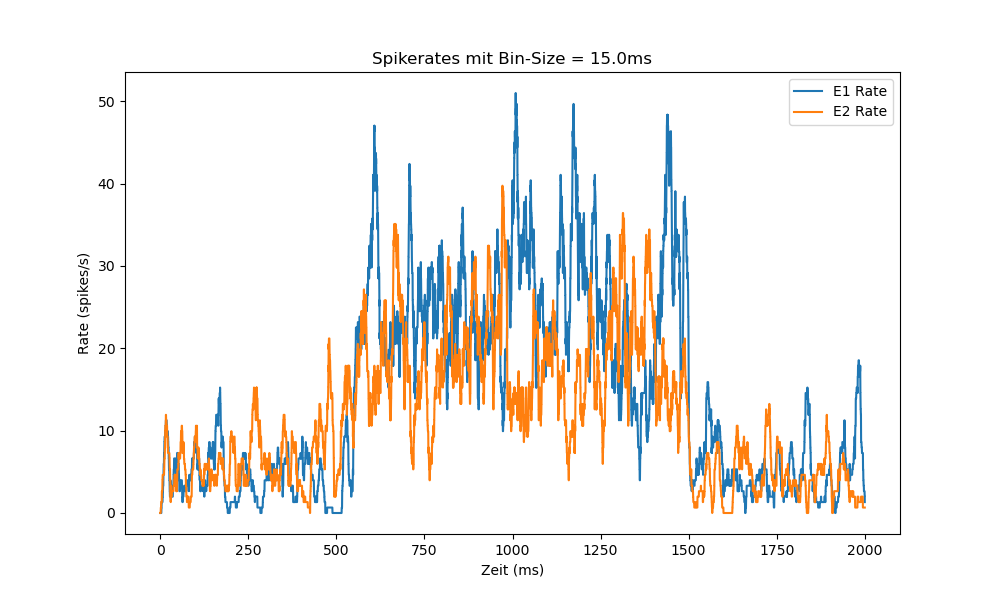 Spikerates mit Bin-Size = 15.0ms
E1 Rate
E2 Rate
Rate (spikes/s)
50
40
30
20
10
0
0 250 500 750 1000 1250 1500 1750 2000
Zeit (ms)